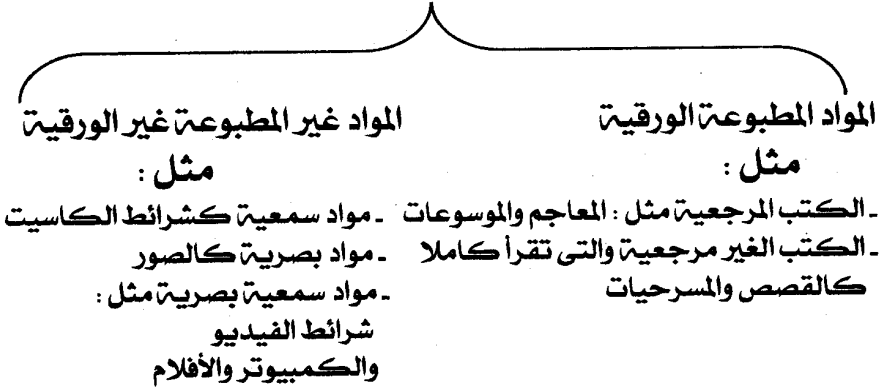 المواد المطبوعة الورقية
مثل :
ـ الكتب المرجعية مثل : المعاجم والموسوعات
ـ الكتب الغير مرجعية والتى تقرأ كاملا
كالقصص والمسرحيات
المواد غير المطبوعة غير الورقية
مثل :
ـ مواد سمعية كشرائط الكاسيت
ـ مواد بصرية كالصور
ـ مواد سمعية بصرية مثل :
شرائط الفيديو
والكمبيوتر والأفلام